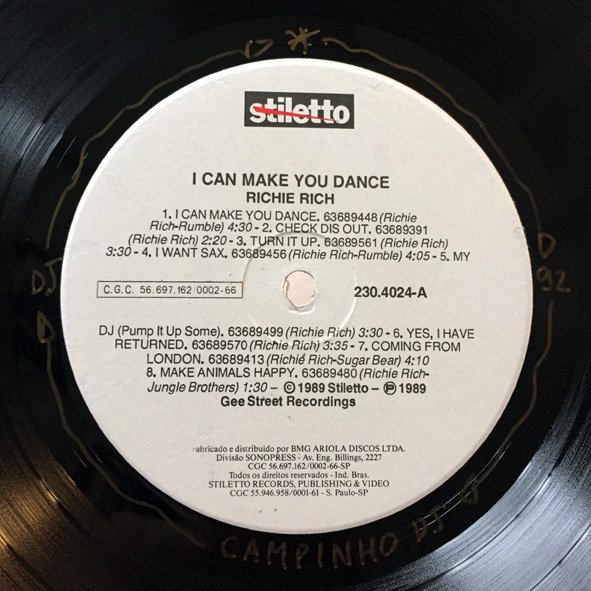 stiletto
I CAN MAKE YOU DANCE
RICHIE RICH
1. I CAN MAKE YOU DANCE. 63689448 (Richie
Rich-Rumble) 4:30 - 2. CHECK DIS OUT. 63689391
(Richie Rich) 2:20 - 3. TURN IT UP. 63689561 (Richie Rich)
3:30 - 4. I WANT SAX. 63689456 (Richie Rich-Rumble) 4:05 - 5. MY
C.G.C. 56.697.162/0002-66
230.4024-A
DJ (Pump It Up Some). 63689499 (Richie Rich) 3:30 - 6. YES, I HAVE
RETURNED. 63689570 (Richie Rich) 3:35 - 7. COMING FROM
LONDON. 63689413 (Richie Rich-Sugar Bear) 4:10
8. MAKE ANIMALS HAPPY. 63689480 (Richie Rich-
Jungle Brothers) 1:30 – © 1989 Stiletto – ℗ 1989
Gee Street Recordings
Fabricado e distribuído por BMG ARIOLA DISCOS LTDA.
Divisão SONOPRESS - Av. Eng. Billings, 2227
CGC 56.697.162/0002-66-SP
Todos os direitos reservados - Ind. Bras.
STILETTO RECORDS, PUBLISHING & VIDEO
CGC 55.946.958/0001-61 - S. Paulo-SP
DJ
D
92
CAMPINHO DJ